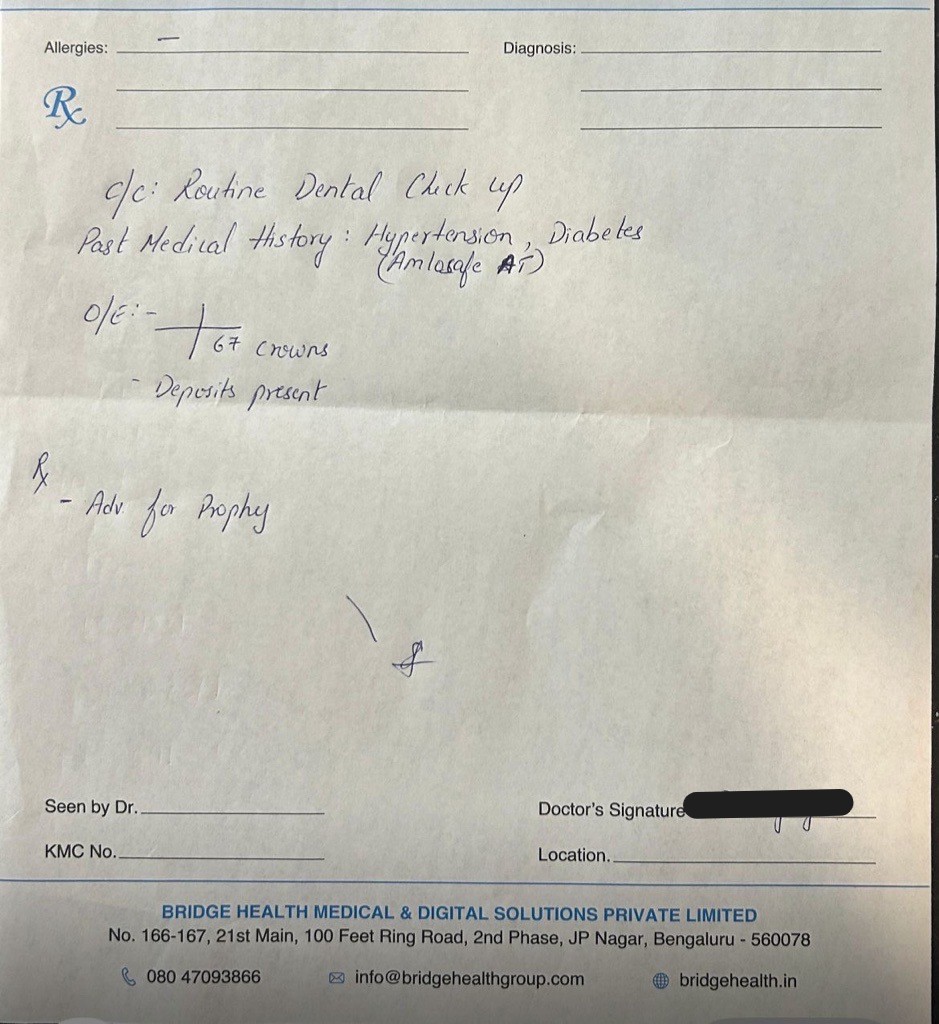 Allergies: — Diagnosis:
Rx
c/c: Routine Dental Check up
Past Medical History: Hypertension, Diabetes
(Amlosafe AT)
O/E:-
67 crowns
- Deposits present
Rx
- Adv. for Prophy
Seen by Dr. Doctor's Signature
KMC No. Location.
BRIDGE HEALTH MEDICAL & DIGITAL SOLUTIONS PRIVATE LIMITED
No. 166-167, 21st Main, 100 Feet Ring Road, 2nd Phase, JP Nagar, Bengaluru - 560078
080 47093866 info@bridgehealthgroup.com bridgehealth.in